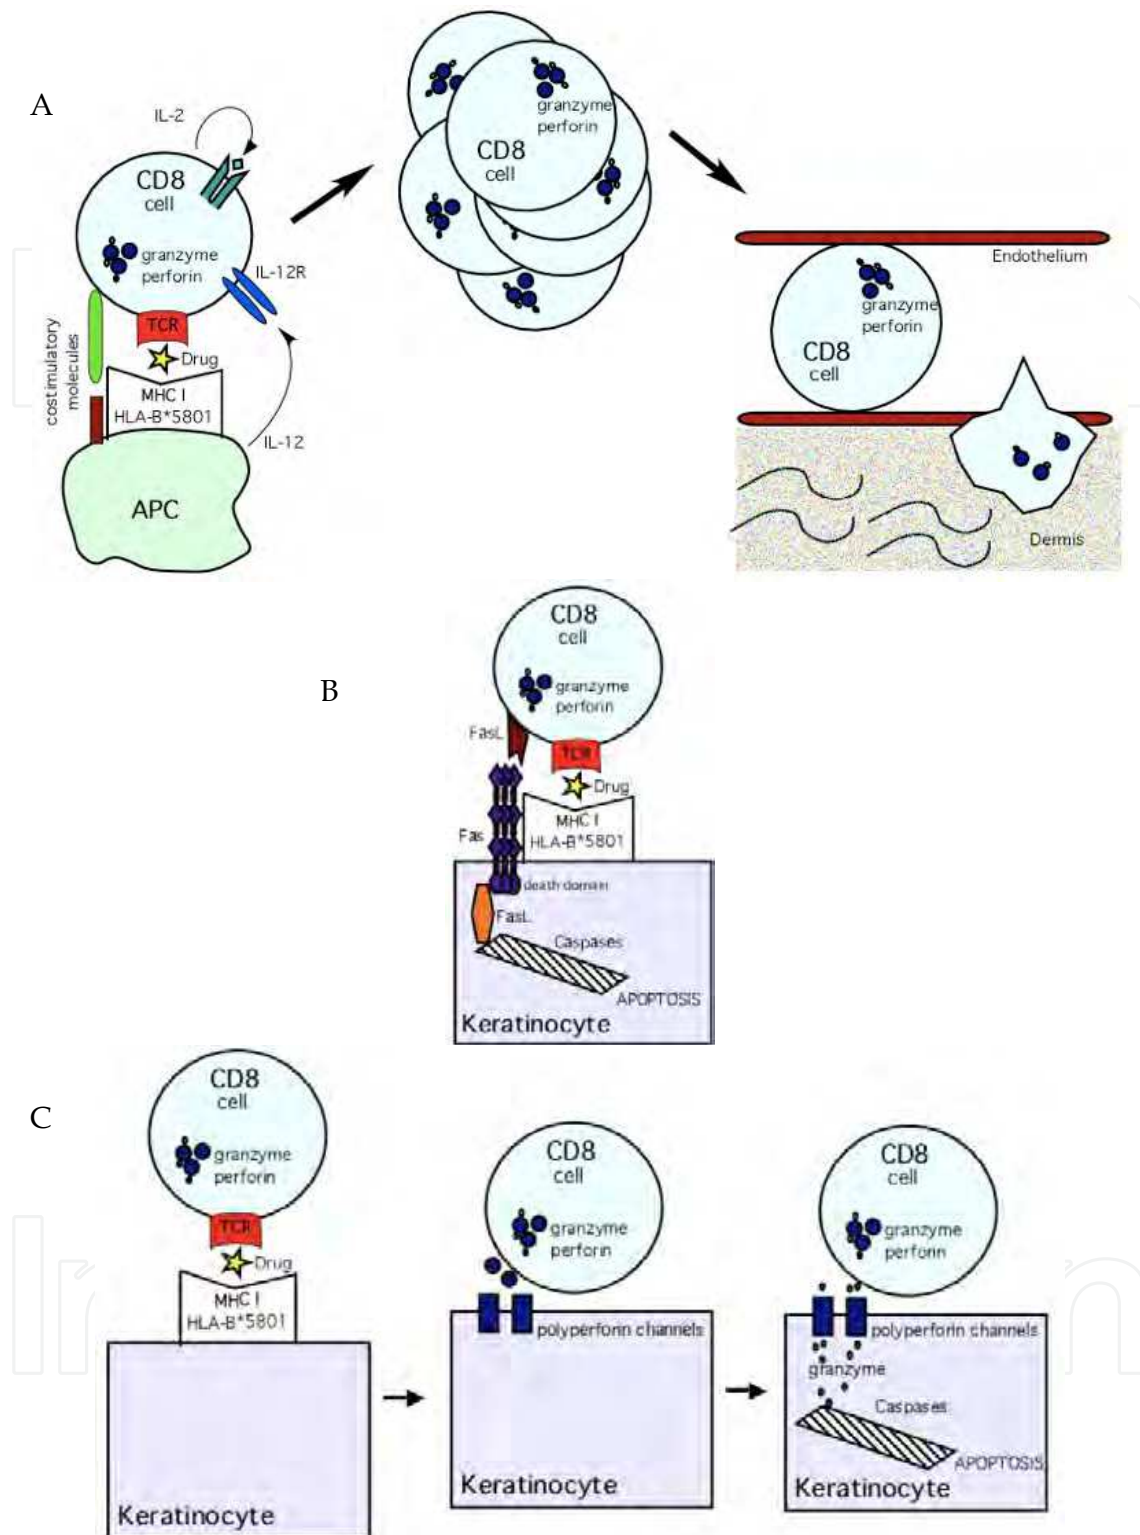 A
IL-2
CD8
cell
granzyme
perforin
IL-12R
TCR
Drug
costimulatory
molecules
MHC I
HLA-B*5801
IL-12
APC
granzyme
perforin
CD8
cell
Endothelium
granzyme
perforin
CD8
cell
Dermis
B
CD8
cell
granzyme
perforin
FasL
TCR
Drug
MHC I
HLA-B*5801
Fas
death domain
FasL
Caspases
APOPTOSIS
Keratinocyte
C
CD8
cell
granzyme
perforin
TCR
Drug
MHC I
HLA-B*5801
Keratinocyte
CD8
cell
granzyme
perforin
polyperforin channels
Keratinocyte
CD8
cell
granzyme
perforin
polyperforin channels
granzyme
Caspases
APOPTOSIS
Keratinocyte